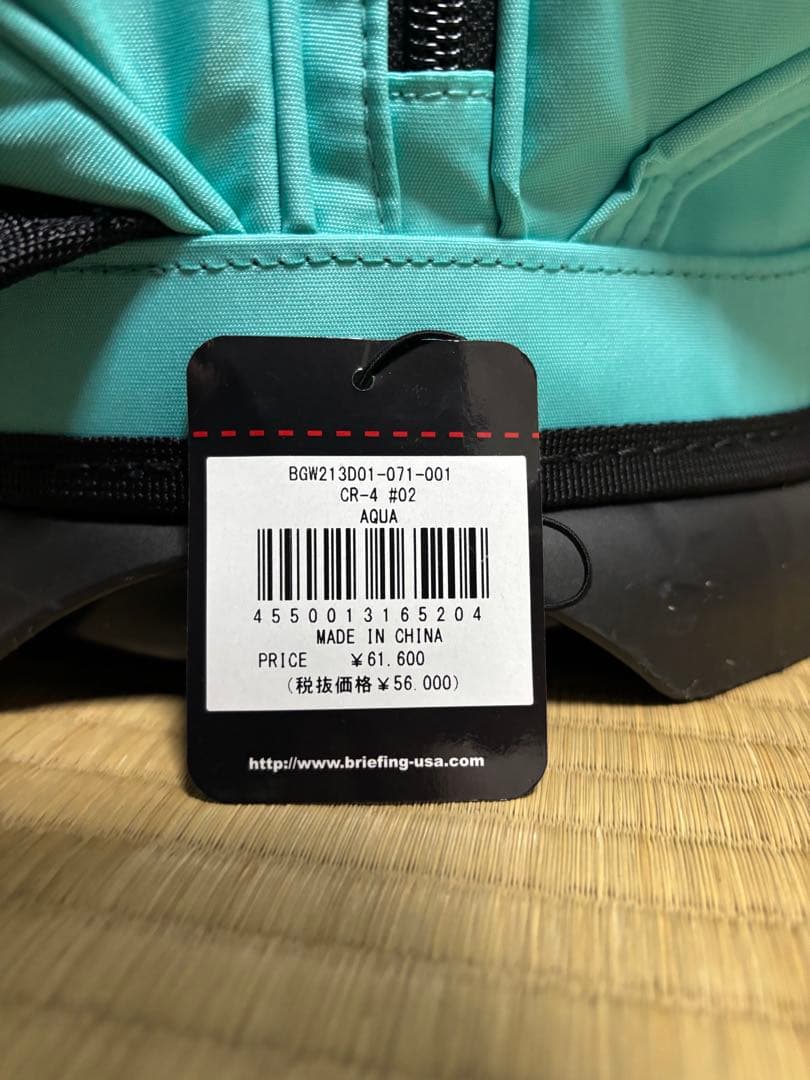 BGW213D01-071-001
CR-4 #02
AQUA
4550013165204
MADE IN CHINA
PRICE ¥61.600
(税抜価格¥56.000)
http://www.briefing-usa.com